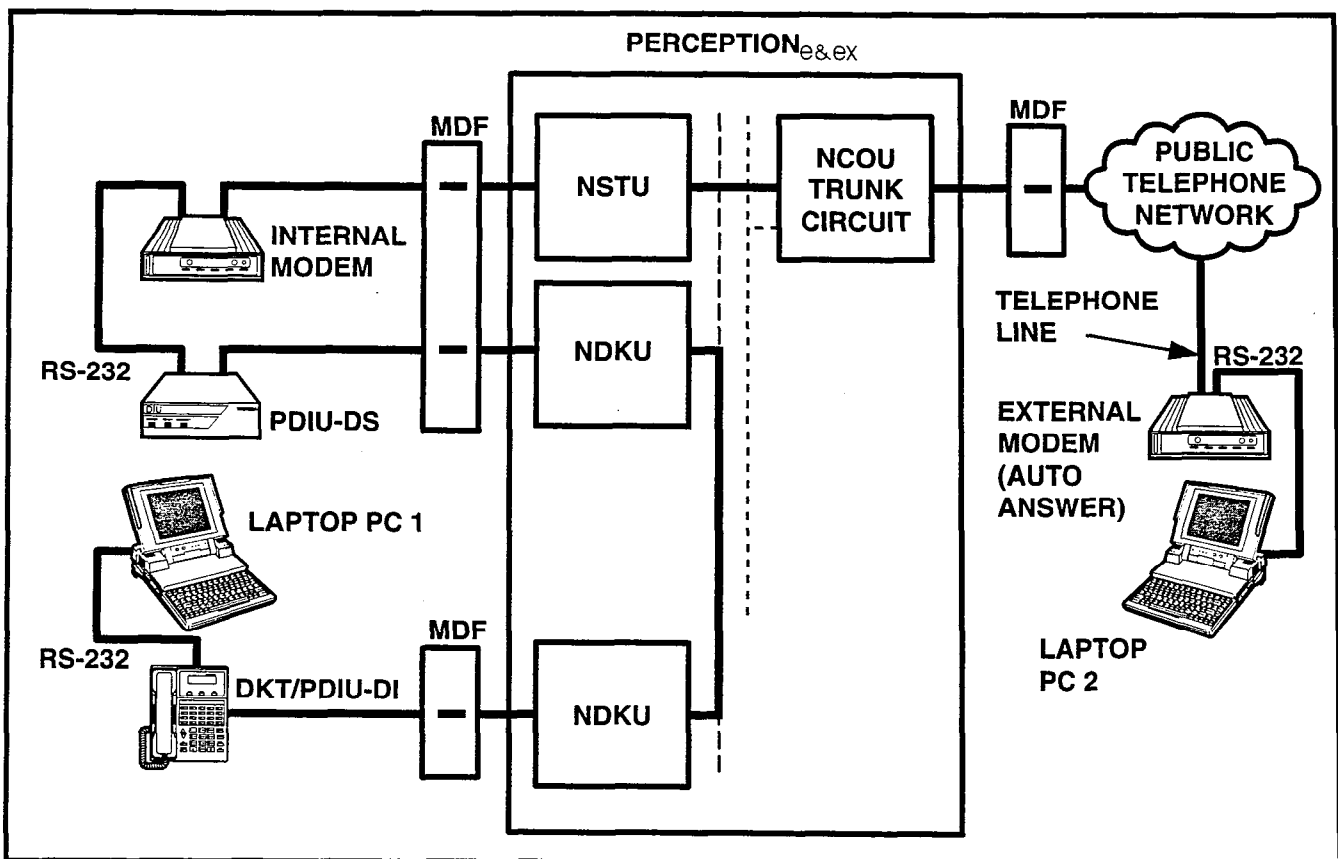 PERCEPTIONe&ex
MDF
NSTU
NCOU
TRUNK
CIRCUIT
MDF
PUBLIC
TELEPHONE
NETWORK
INTERNAL
MODEM
RS-232
PDIU-DS
NDKU
TELEPHONE
LINE
RS-232
EXTERNAL
MODEM
(AUTO
ANSWER)
LAPTOP PC 1
RS-232
DKT/PDIU-DI
MDF
NDKU
LAPTOP
PC 2